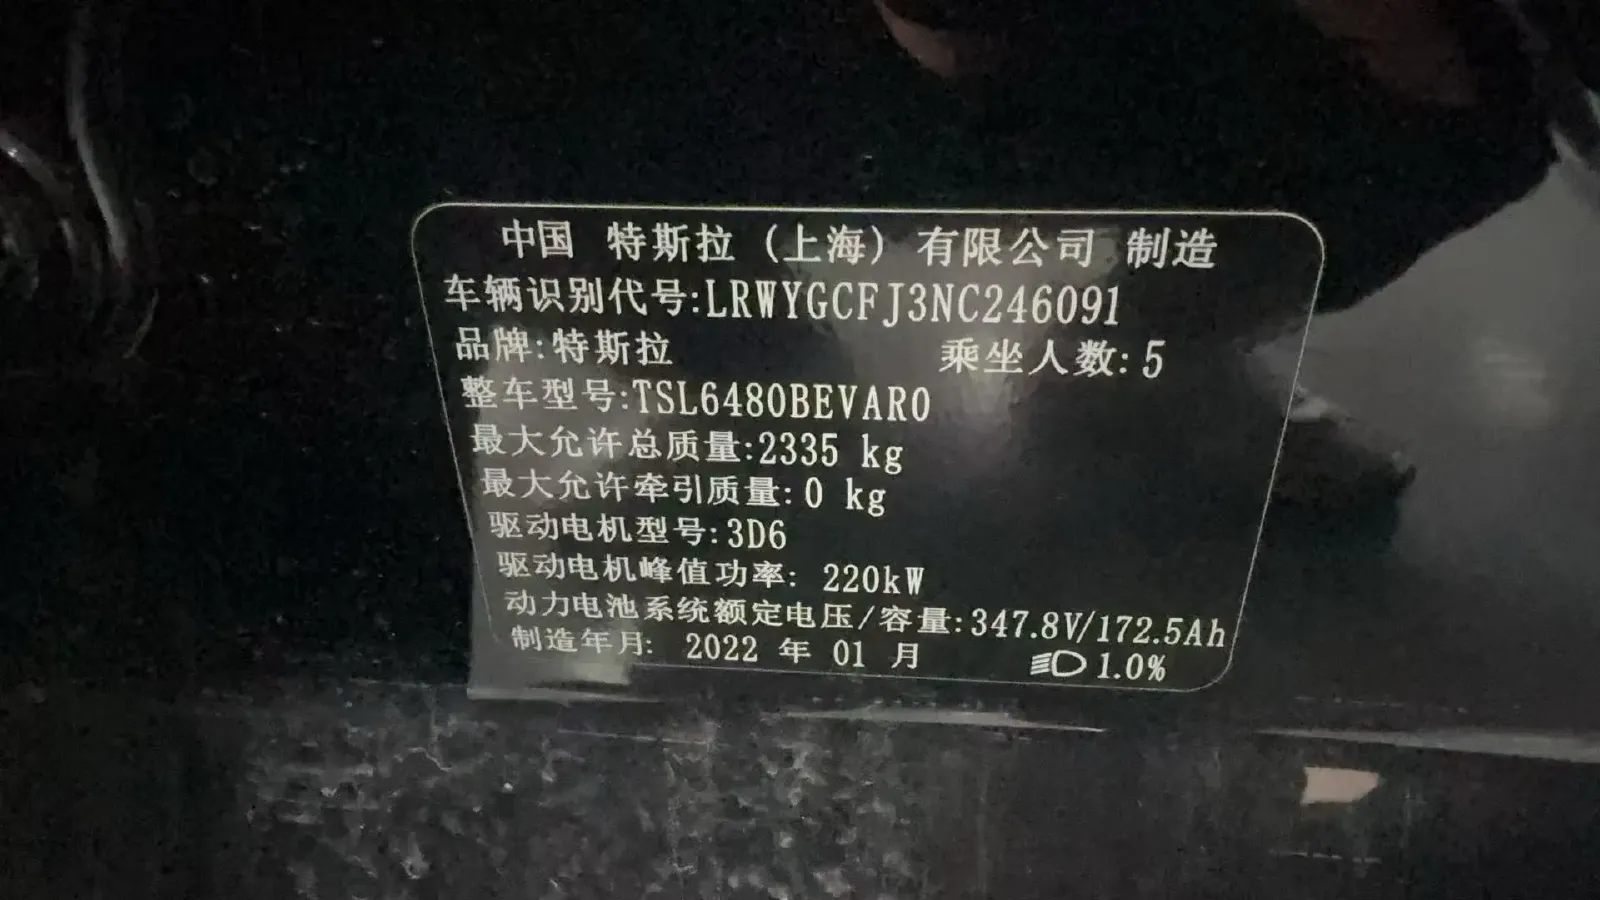 中国 特斯拉（上海）有限公司 制造
车辆识别代号:LRWYGCFJ3NC246091
品牌:特斯拉 乘坐人数:5
整车型号:TSL6480BEVAR0
最大允许总质量:2335 kg
最大允许牵引质量:0 kg
驱动电机型号:3D6
驱动电机峰值功率: 220kW
动力电池系统额定电压/容量:347.8V/172.5Ah
制造年月: 2022 年 01 月 1.0%